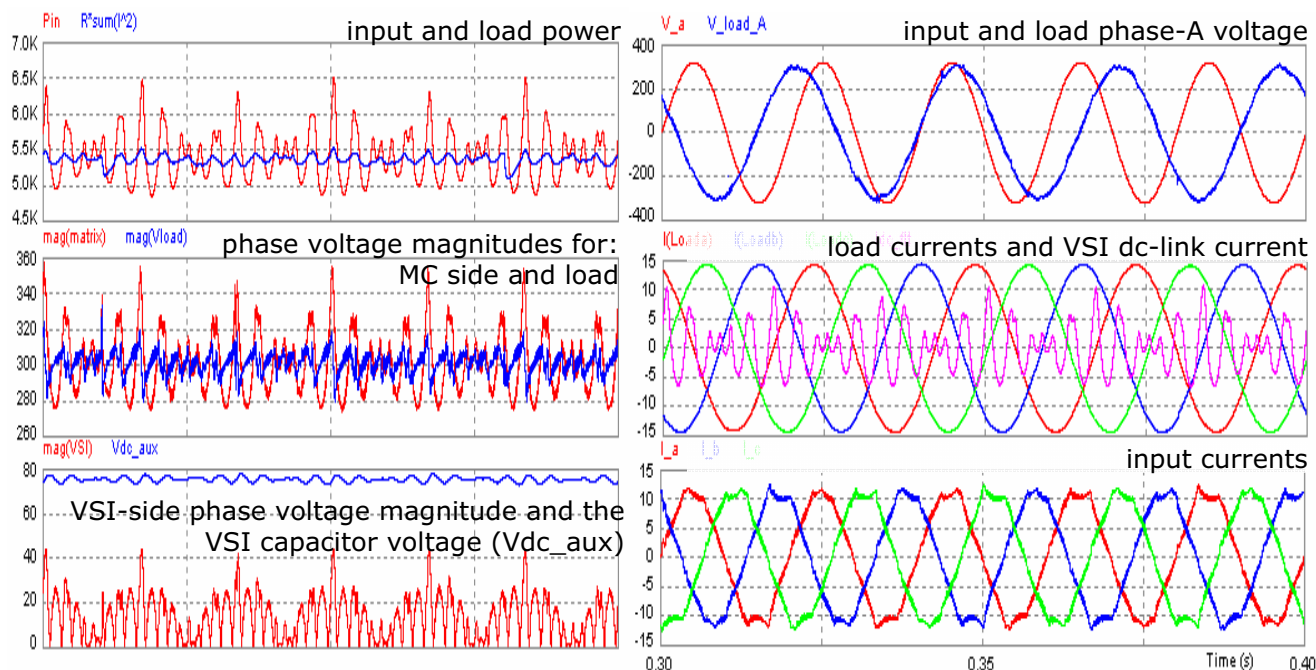 Pin R*sum(I^2) input and load power
7.0K
6.5K
6.0K
5.5K
5.0K
4.5K
mag(matrix) mag(Vload) phase voltage magnitudes for:
MC side and load
360
340
320
300
280
260
mag(VSI) Vdc_aux
80
60
40
20
0
VSI-side phase voltage magnitude and the
VSI capacitor voltage (Vdc_aux)
V_a V_load_A input and load phase-A voltage
400
200
0
-200
-400
I(Loada) I(Loadb) load currents and VSI dc-link current
15
10
5
0
-5
-10
-15
I_a I_b I_c input currents
15
10
5
0
-5
-10
-15
0.30 0.35 Time (s) 0.40